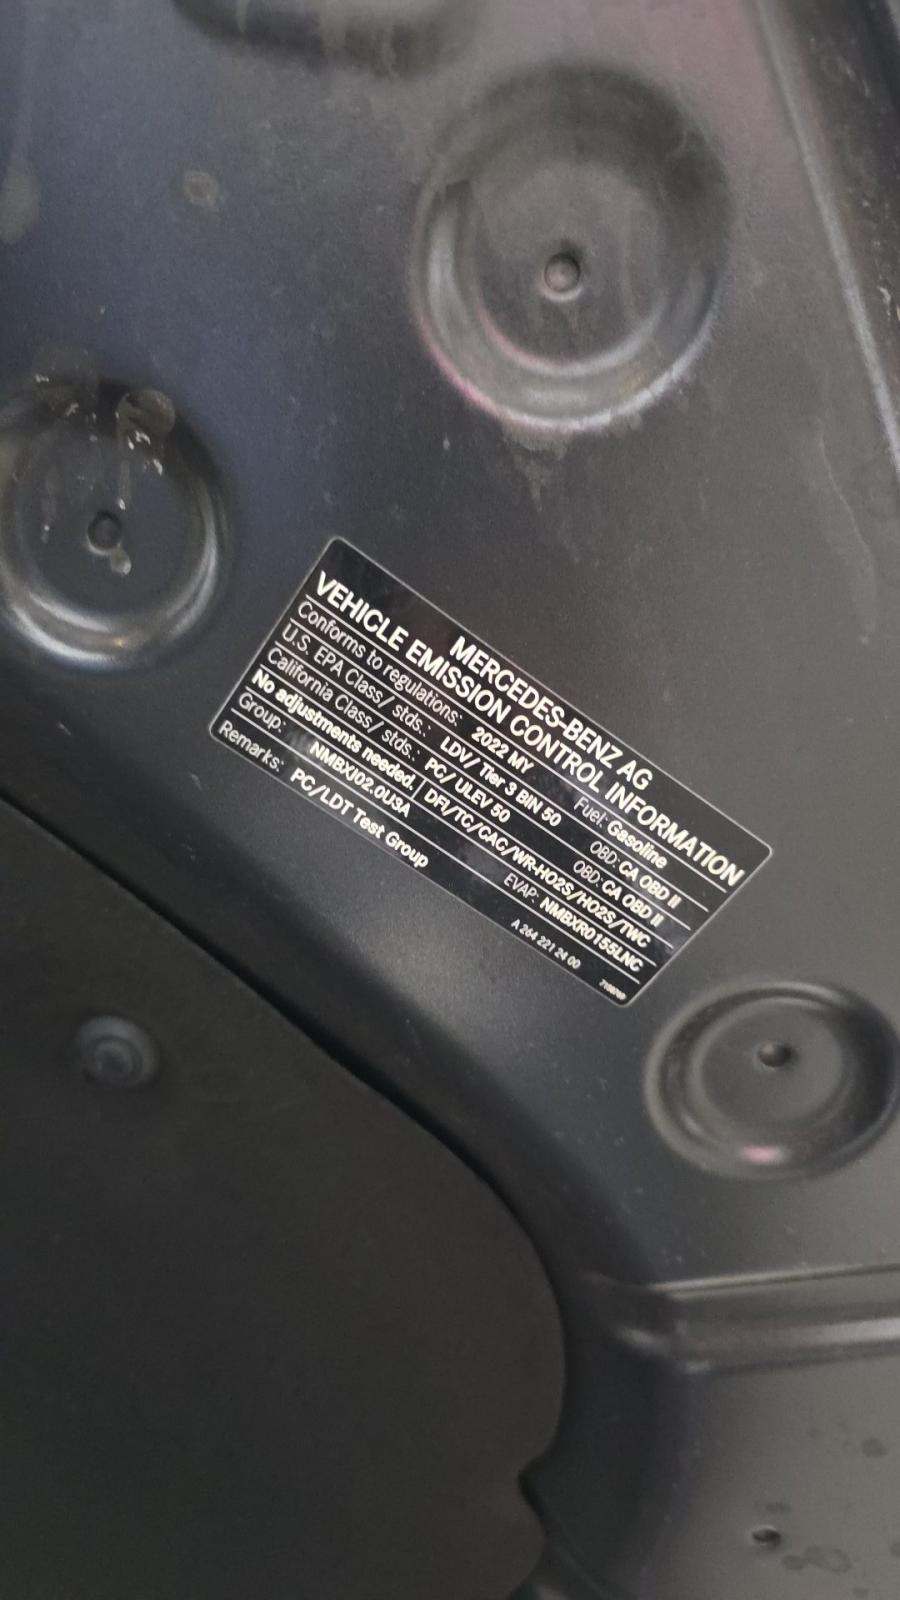 MERCEDES-BENZ AG
VEHICLE EMISSION CONTROL INFORMATION
Conforms to regulations: 2022 MY Fuel: Gasoline
U.S. EPA Class/ stds.: LDV/ Tier 3 BIN 50 OBD: CA OBD II
California Class/ stds.: PC/ ULEV 50 OBD: CA OBD II
No adjustments needed. DFI/TC/CAC/WR-HO2S/HO2S/TWC
Group: NMBXJ02.0U3A EVAP: NMBXR0155LNC
Remarks: PC/LDT Test Group A 264 221 24 00